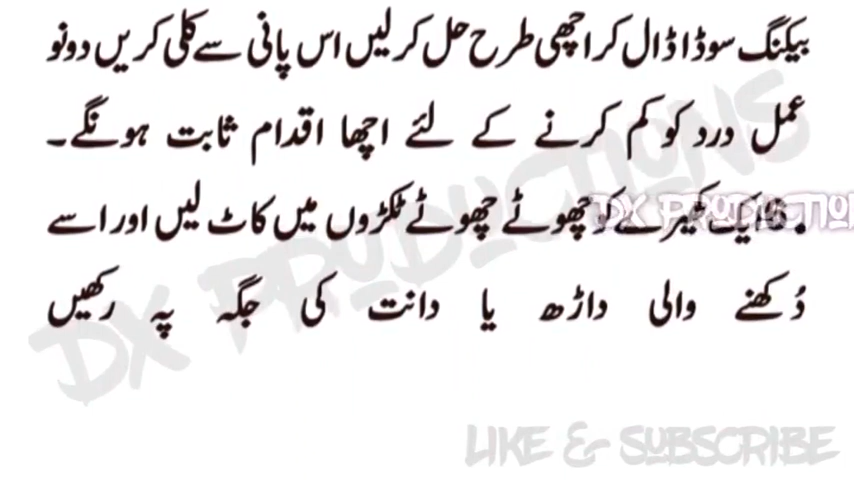 بیکنگ سوڈا ڈال کر اچھی طرح حل کر لیں اس پانی سے کلی کریں دونو
عمل درد کو کم کرنے کے لئے اچھا اقدام ثابت ہونگے۔
ایک کھیرے کو چھوٹے چھوٹے ٹکڑوں میں کاٹ لیں اور اسے
دُکھنے والی داڑھ یا دانت کی جگہ پہ رکھیں
DX PRODUCTIONS
DX PRODUCTION
LIKE & SUBSCRIBE